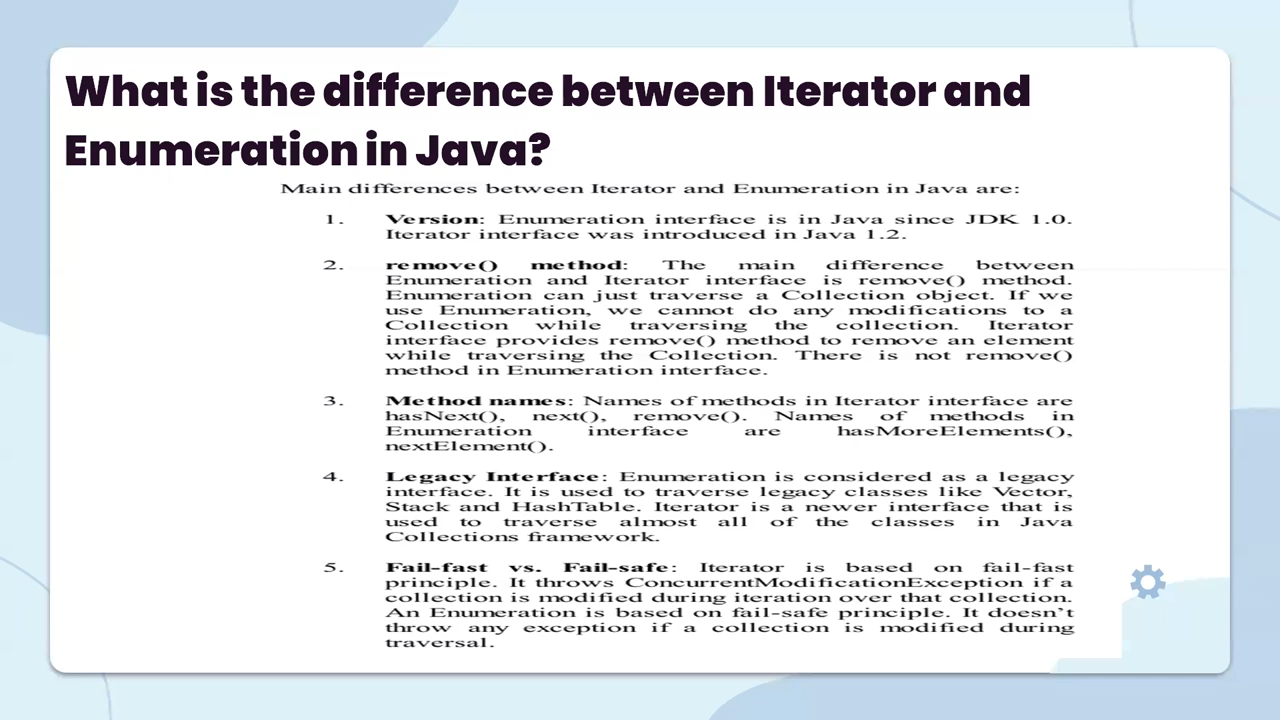 What is the difference between Iterator and
Enumeration in Java?
Main differences between Iterator and Enumeration in Java are:
1. Version: Enumeration interface is in Java since JDK 1.0.
Iterator interface was introduced in Java 1.2.
2. remove() method: The main difference between
Enumeration and Iterator interface is remove() method.
Enumeration can just traverse a Collection object. If we
use Enumeration, we cannot do any modifications to a
Collection while traversing the collection. Iterator
interface provides remove() method to remove an element
while traversing the Collection. There is not remove()
method in Enumeration interface.
3. Method names: Names of methods in Iterator interface are
hasNext(), next(), remove(). Names of methods in
Enumeration interface are hasMoreElements(),
nextElement().
4. Legacy Interface: Enumeration is considered as a legacy
interface. It is used to traverse legacy classes like Vector,
Stack and HashTable. Iterator is a newer interface that is
used to traverse almost all of the classes in Java
Collections framework.
5. Fail-fast vs. Fail-safe: Iterator is based on fail-fast
principle. It throws ConcurrentModificationException if a
collection is modified during iteration over that collection.
An Enumeration is based on fail-safe principle. It doesn't
throw any exception if a collection is modified during
traversal.